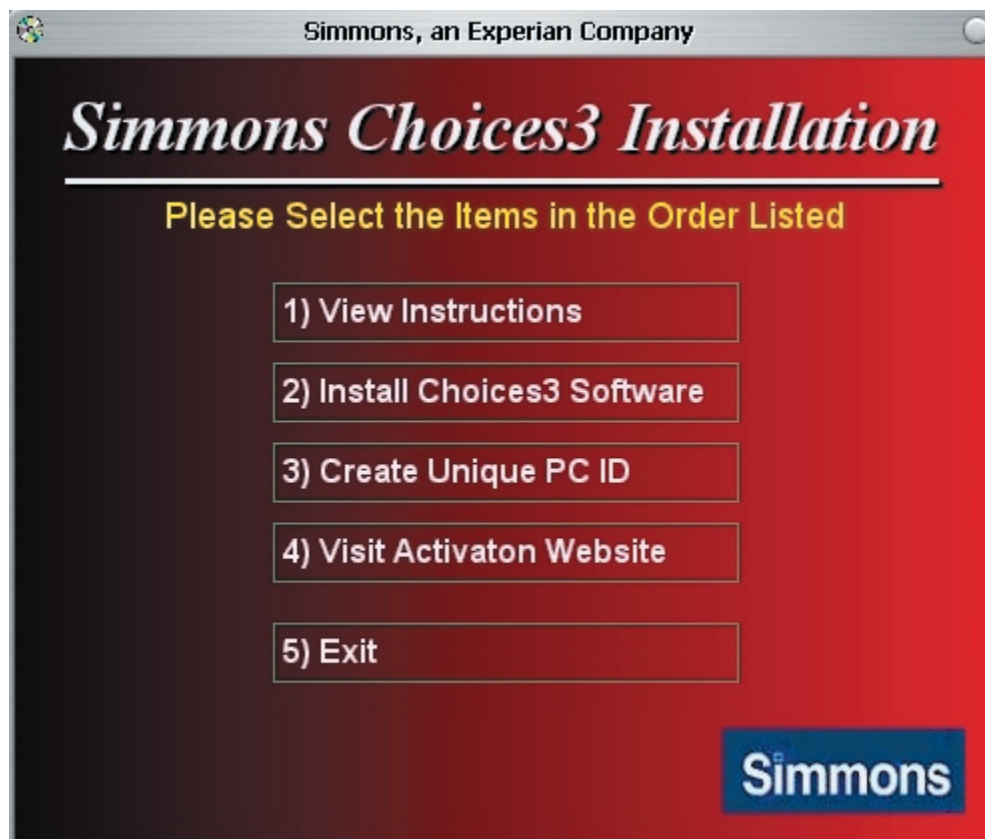 Simmons, an Experian Company
Simmons Choices3 Installation
Please Select the Items in the Order Listed
1) View Instructions
2) Install Choices3 Software
3) Create Unique PC ID
4) Visit Activaton Website
5) Exit
Simmons